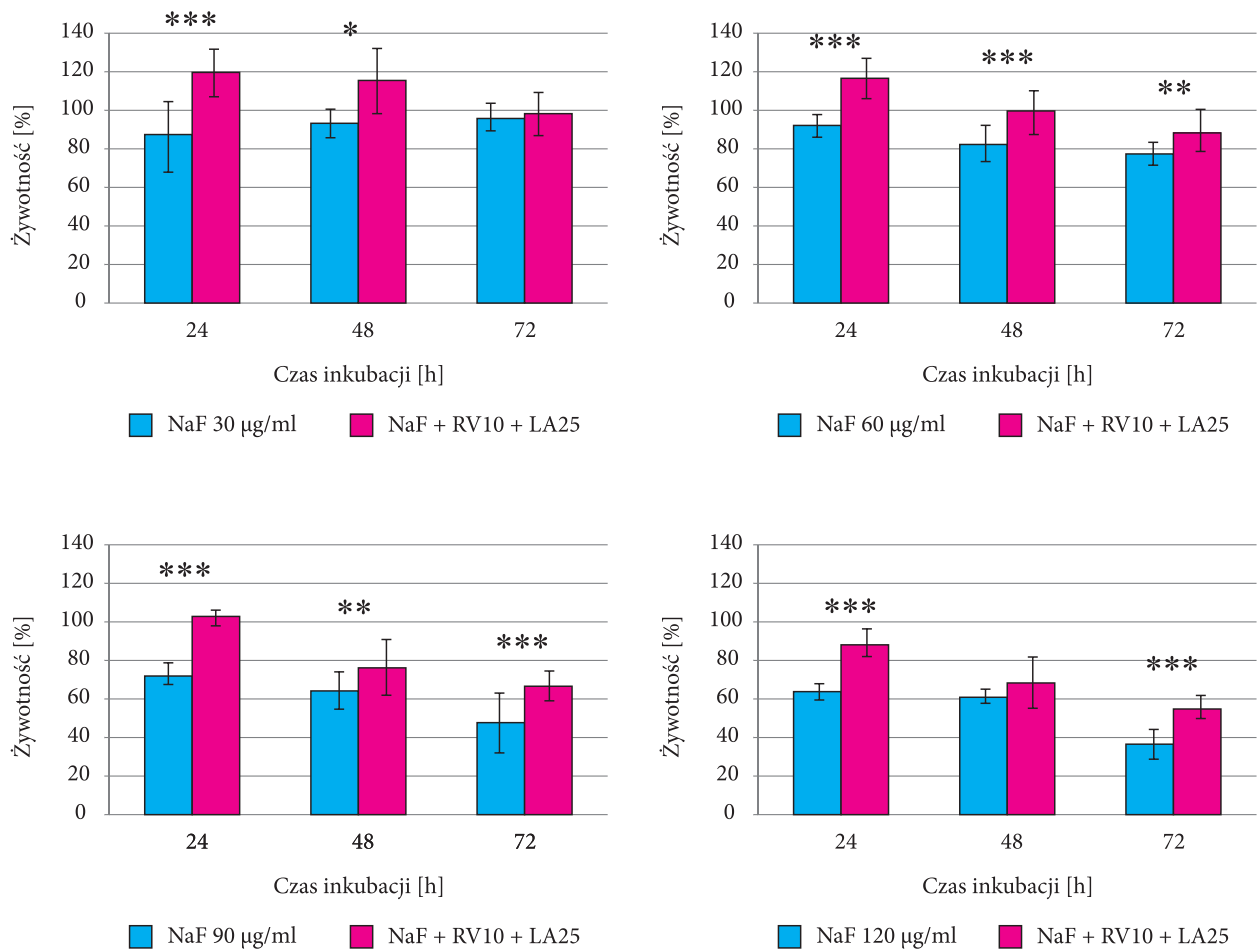 ***
*
140
120
100
80
60
40
20
0
Żywotność [%]
24 48 72
Czas inkubacji [h]
NaF 30 µg/ml NaF + RV10 + LA25
***
***
**
140
120
100
80
60
40
20
0
Żywotność [%]
24 48 72
Czas inkubacji [h]
NaF 60 µg/ml NaF + RV10 + LA25
***
**
***
140
120
100
80
60
40
20
0
Żywotność [%]
24 48 72
Czas inkubacji [h]
NaF 90 µg/ml NaF + RV10 + LA25
***
***
140
120
100
80
60
40
20
0
Żywotność [%]
24 48 72
Czas inkubacji [h]
NaF 120 µg/ml NaF + RV10 + LA25